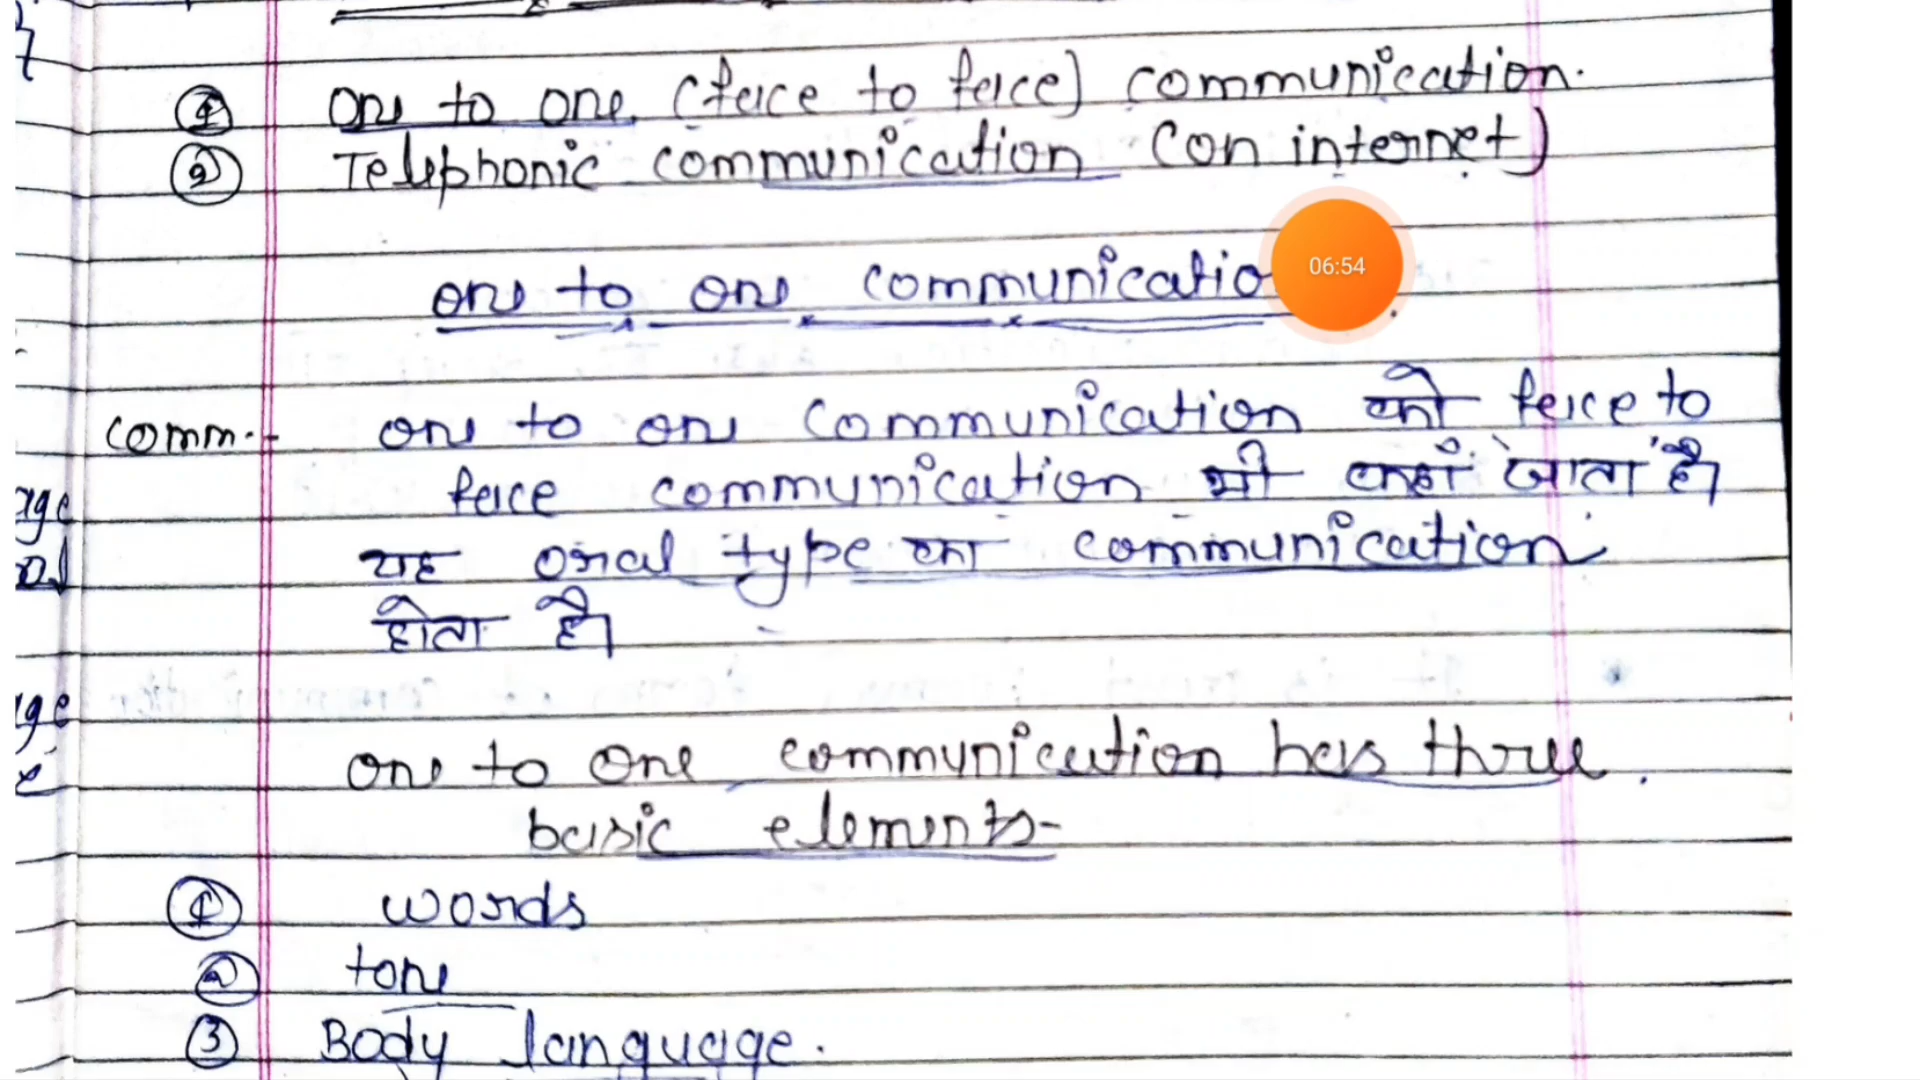 ① One to one (face to face) communication.
② Telephonic communication (on internet)
one to one communicatio
06:54
comm.- one to one communication को face to
face communication भी कहां जाता है।
यह oral type का communication
होता है।
one to one communication has three
basic elements-
① words
② tone
③ Body language.